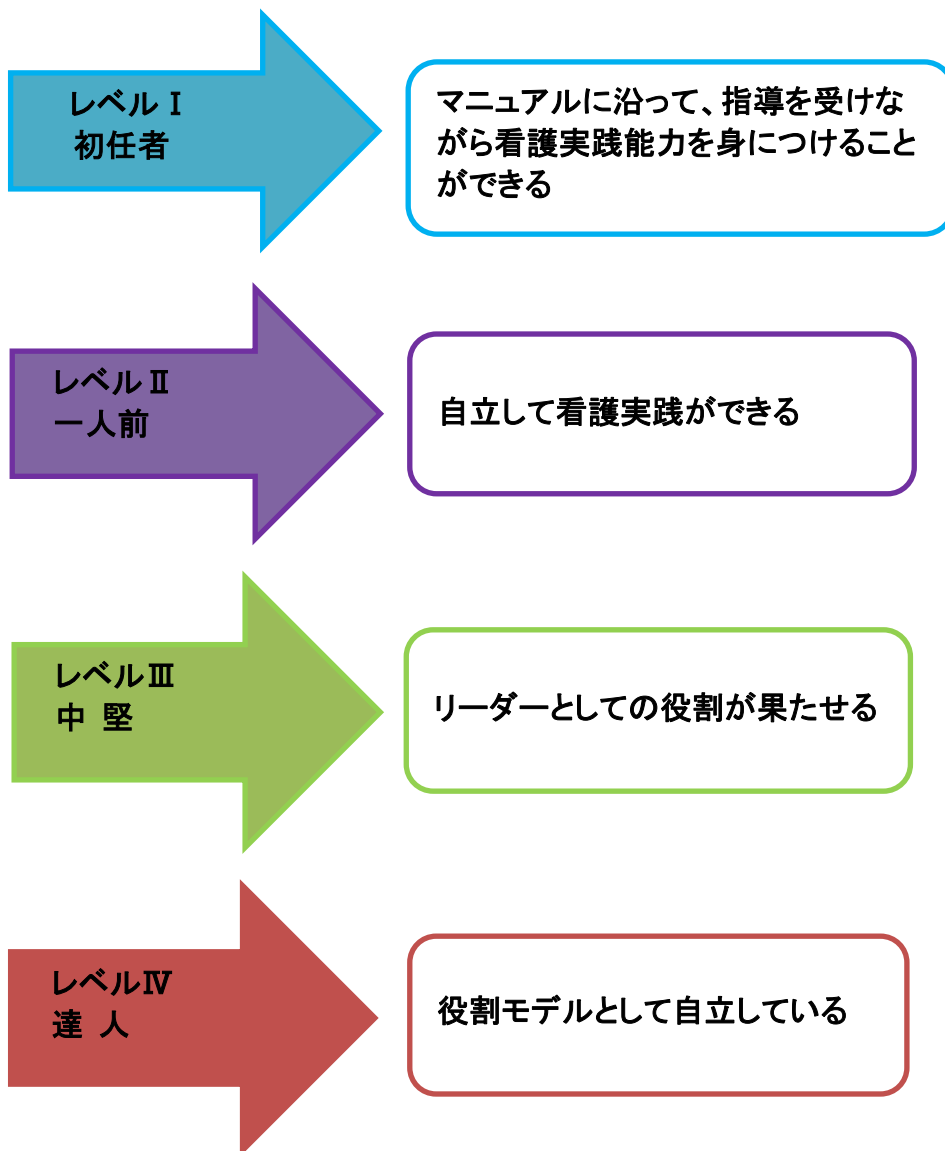 レベルⅠ
初任者
マニュアルに沿って、指導を受けな
がら看護実践能力を身につけること
ができる
レベルⅡ
一人前
自立して看護実践ができる
レベルⅢ
中 堅
リーダーとしての役割が果たせる
レベルⅣ
達 人
役割モデルとして自立している